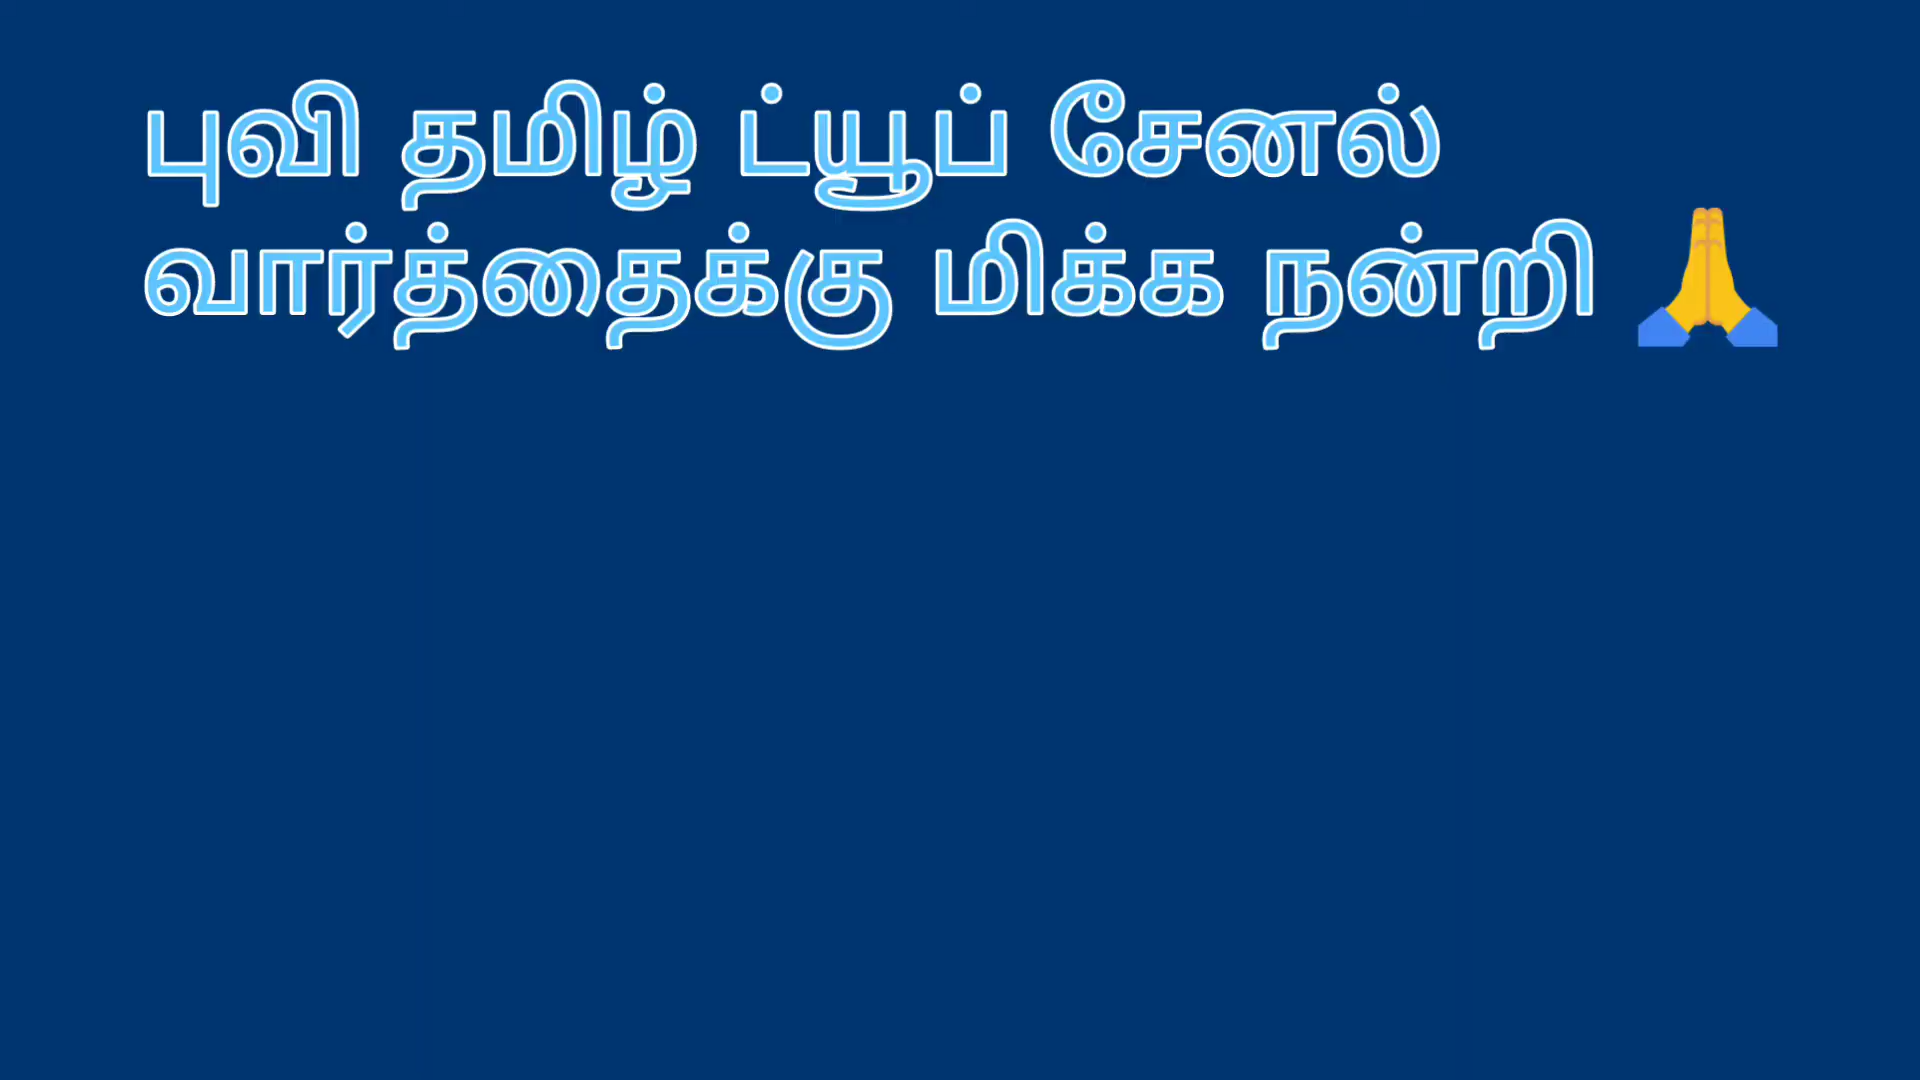 புவி தமிழ் ட்யூப் சேனல்
வார்த்தைக்கு மிக்க நன்றி 🙏